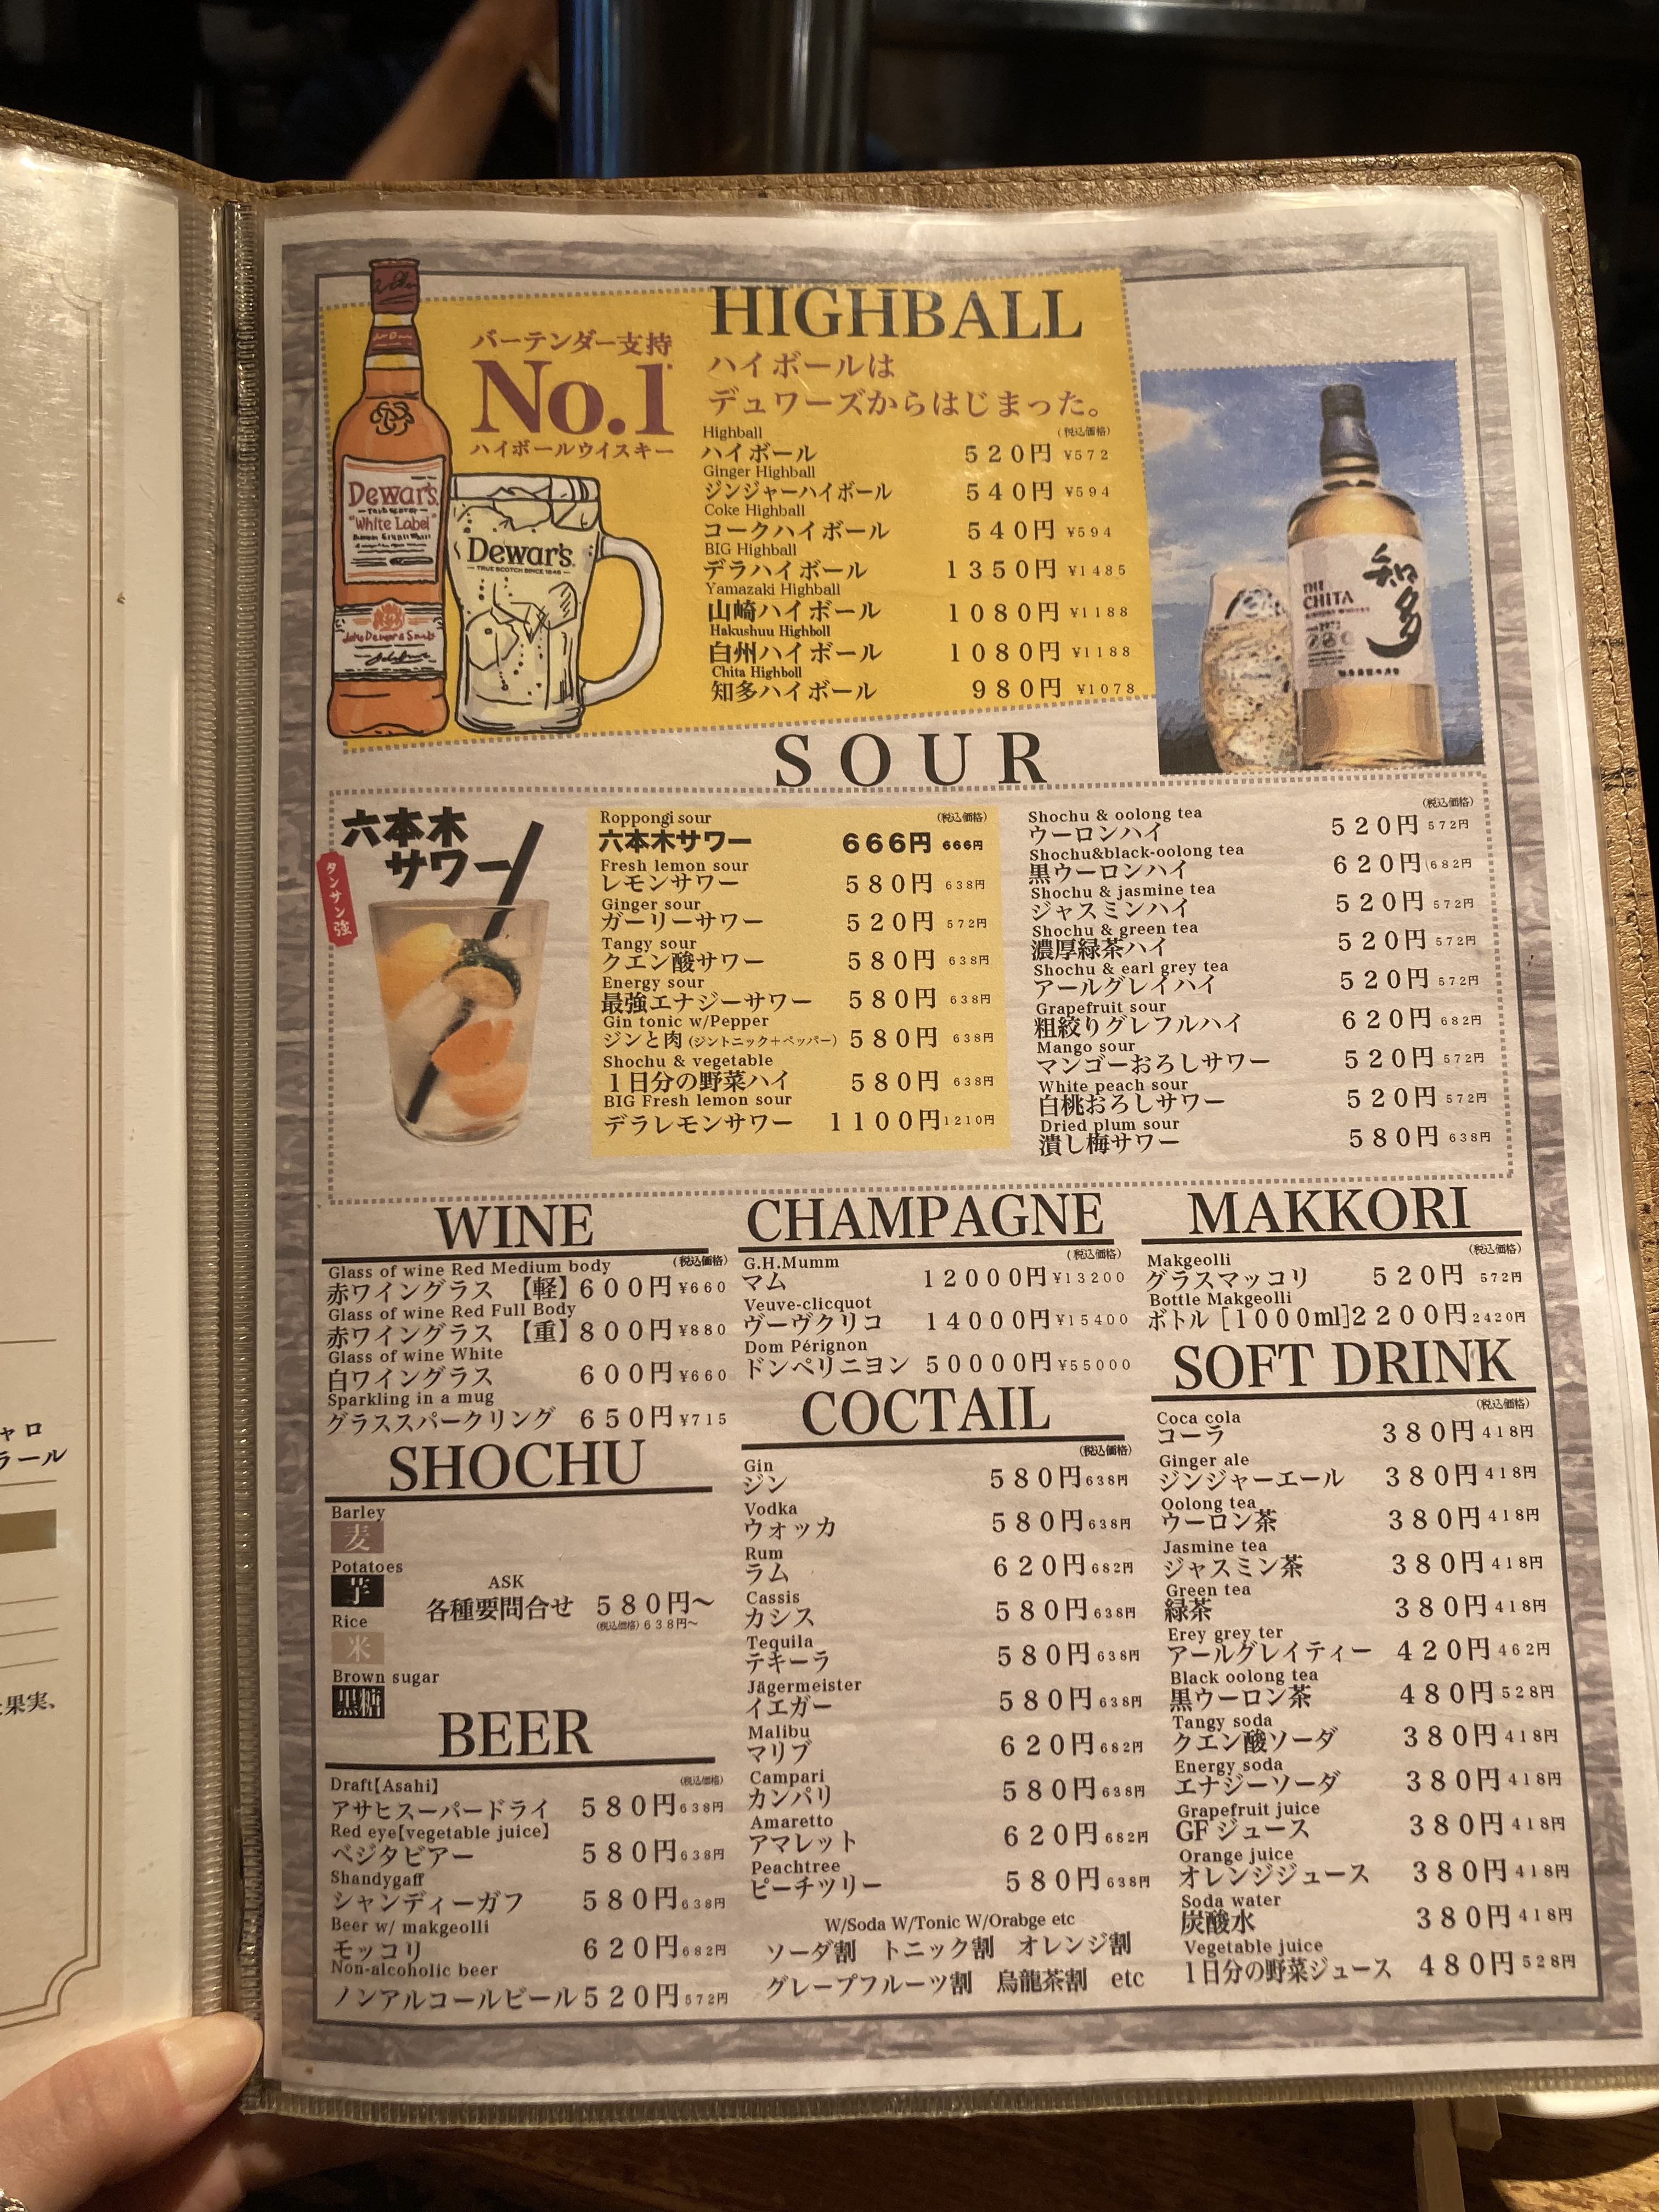 バーテンダー支持
No.1
ハイボールウイスキー
Dewar's
White Label
Dewar's
TRUE SCOTCH SINCE 1846
HIGHBALL
ハイボールは
デュワーズからはじまった。
(税込価格)
Highball
ハイボール 520円 ¥572
Ginger Highball
ジンジャーハイボール 540円 ¥594
Coke Highball
コークハイボール 540円 ¥594
BIG Highball
デラハイボール 1350円 ¥1485
Yamazaki Highball
山崎ハイボール 1080円 ¥1188
Hakushuu Highboll
白州ハイボール 1080円 ¥1188
Chita Highboll
知多ハイボール 980円 ¥1078
THE
CHITA
知多
SOUR
六本木
サワー
タンサン強
Roppongi sour (税込価格)
六本木サワー 666円 666円
Fresh lemon sour
レモンサワー 580円 638円
Ginger sour
ガーリーサワー 520円 572円
Tangy sour
クエン酸サワー 580円 638円
Energy sour
最強エナジーサワー 580円 638円
Gin tonic w/Pepper
ジンと肉(ジントニック+ペッパー) 580円 638円
Shochu & vegetable
1日分の野菜ハイ 580円 638円
BIG Fresh lemon sour
デラレモンサワー 1100円 1210円
(税込価格)
Shochu & oolong tea
ウーロンハイ 520円 572円
Shochu&black-oolong tea
黒ウーロンハイ 620円 (682円
Shochu & jasmine tea
ジャスミンハイ 520円 572円
Shochu & green tea
濃厚緑茶ハイ 520円 572円
Shochu & earl grey tea
アールグレイハイ 520円 572円
Grapefruit sour
粗絞りグレフルハイ 620円 682円
Mango sour
マンゴーおろしサワー 520円 572円
White peach sour
白桃おろしサワー 520円 572円
Dried plum sour
潰し梅サワー 580円 638円
WINE
(税込価格)
Glass of wine Red Medium body
赤ワイングラス 【軽】600円 ¥660
Glass of wine Red Full Body
赤ワイングラス 【重】800円 ¥880
Glass of wine White
白ワイングラス 600円 ¥660
Sparkling in a mug
グラススパークリング 650円 ¥715
SHOCHU
Barley
麦
Potatoes
芋
Rice
米
Brown sugar
黒糖
ASK
各種要問合せ 580円〜
(税込価格) 638円〜
BEER
Draft【Asahi】 (税込価格)
アサヒスーパードライ 580円 638円
Red eye【vegetable juice】
ベジタビアー 580円 638円
Shandygaff
シャンディーガフ 580円 638円
Beer w/ makgeolli
モッコリ 620円 682円
Non-alcoholic beer
ノンアルコールビール 520円 572円
CHAMPAGNE
(税込価格)
G.H.Mumm
マム 12000円 ¥13200
Veuve-clicquot
ヴーヴクリコ 14000円 ¥15400
Dom Pérignon
ドンペリニヨン 50000円 ¥55000
COCTAIL
(税込価格)
Gin
ジン 580円 638円
Vodka
ウォッカ 580円 638円
Rum
ラム 620円 682円
Cassis
カシス 580円 638円
Tequila
テキーラ 580円 638円
Jägermeister
イエガー 580円 638円
Malibu
マリブ 620円 682円
Campari
カンパリ 580円 638円
Amaretto
アマレット 620円 682円
Peachtree
ピーチツリー 580円 638円
W/Soda W/Tonic W/Orabge etc
ソーダ割 トニック割 オレンジ割
グレープフルーツ割 烏龍茶割 etc
MAKKORI
(税込価格)
Makgeolli
グラスマッコリ 520円 572円
Bottle Makgeolli
ボトル[1000ml] 2200円 2420円
SOFT DRINK
(税込価格)
Coca cola
コーラ 380円 418円
Ginger ale
ジンジャーエール 380円 418円
Oolong tea
ウーロン茶 380円 418円
Jasmine tea
ジャスミン茶 380円 418円
Green tea
緑茶 380円 418円
Erey grey ter
アールグレイティー 420円 462円
Black oolong tea
黒ウーロン茶 480円 528円
Tangy soda
クエン酸ソーダ 380円 418円
Energy soda
エナジーソーダ 380円 418円
Grapefruit juice
GFジュース 380円 418円
Orange juice
オレンジジュース 380円 418円
Soda water
炭酸水 380円 418円
Vegetable juice
1日分の野菜ジュース 480円 528円
ャロ
ラール
果実、